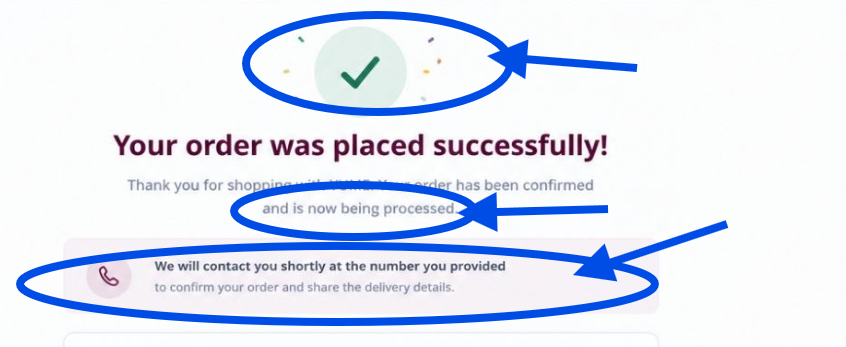 Your order was placed successfully!
Thank you for shopping with YUME. Your order has been confirmed
and is now being processed.
We will contact you shortly at the number you provided
to confirm your order and share the delivery details.